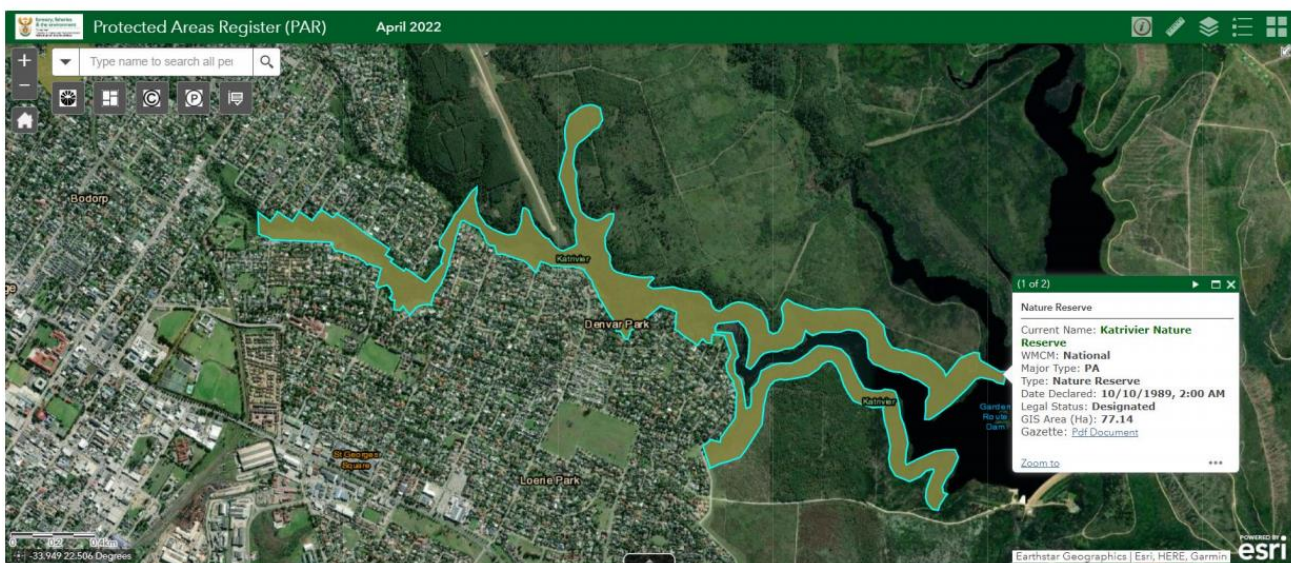 forestry, fisheries
& the environment
Protected Areas Register (PAR)
April 2022
Type name to search all pe
Bodorp
Katrivier
Denvar Park
Katrivier
Garden
Route
Dam
St Georges
Square
Loerie Park
(1 of 2)
Nature Reserve
Current Name: Katrivier Nature
Reserve
WMCM: National
Major Type: PA
Type: Nature Reserve
Date Declared: 10/10/1989, 2:00 AM
Legal Status: Designated
GIS Area (Ha): 77.14
Gazette: Pdf Document
Zoom to
-33.949 22.506 Degrees
Earthstar Geographics | Esri, HERE, Garmin
POWERED BY
esri